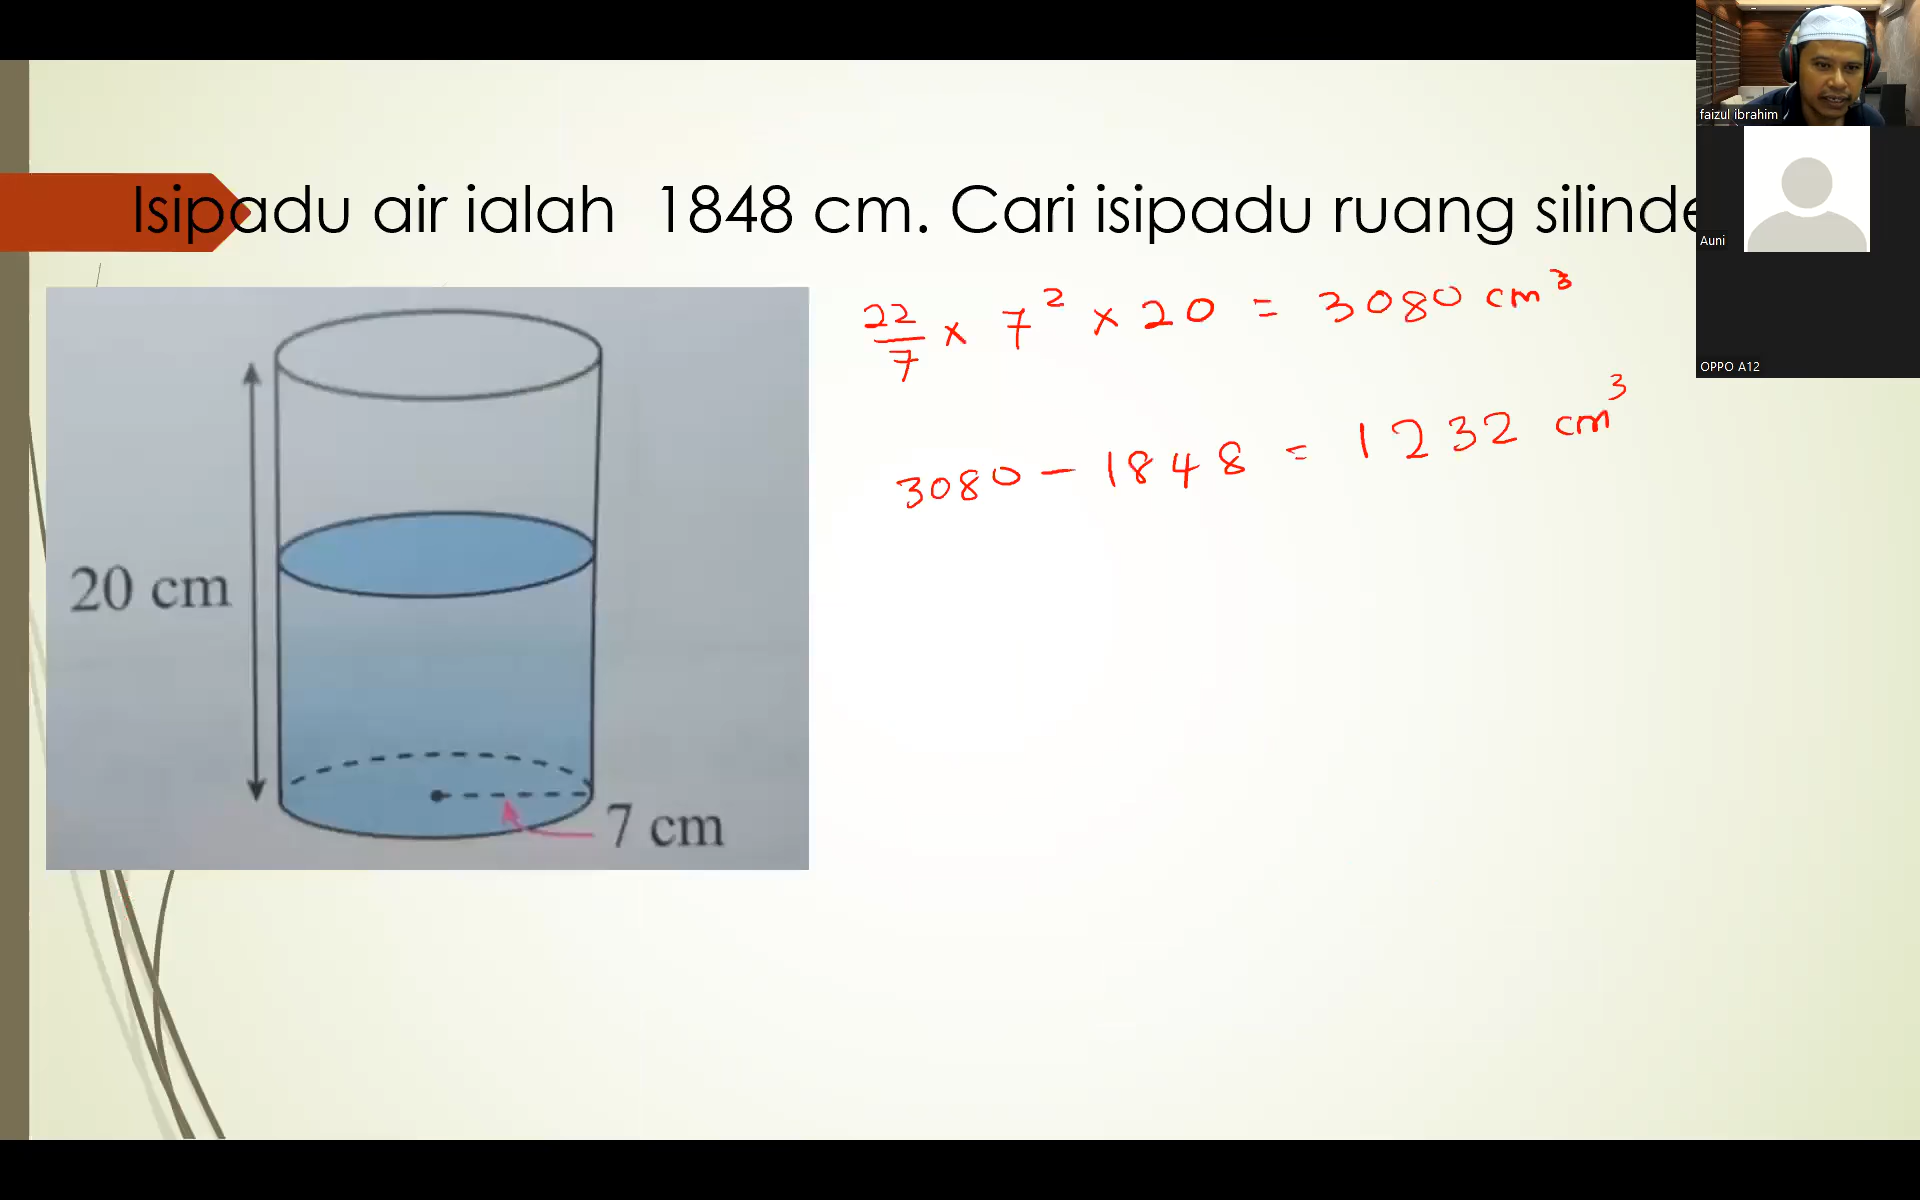 Isipadu air ialah 1848 cm. Cari isipadu ruang silinde
22/7 x 7² x 20 = 3080 cm³
3080 - 1848 = 1232 cm³
20 cm
7 cm
faizul ibrahim
Auni
OPPO A12